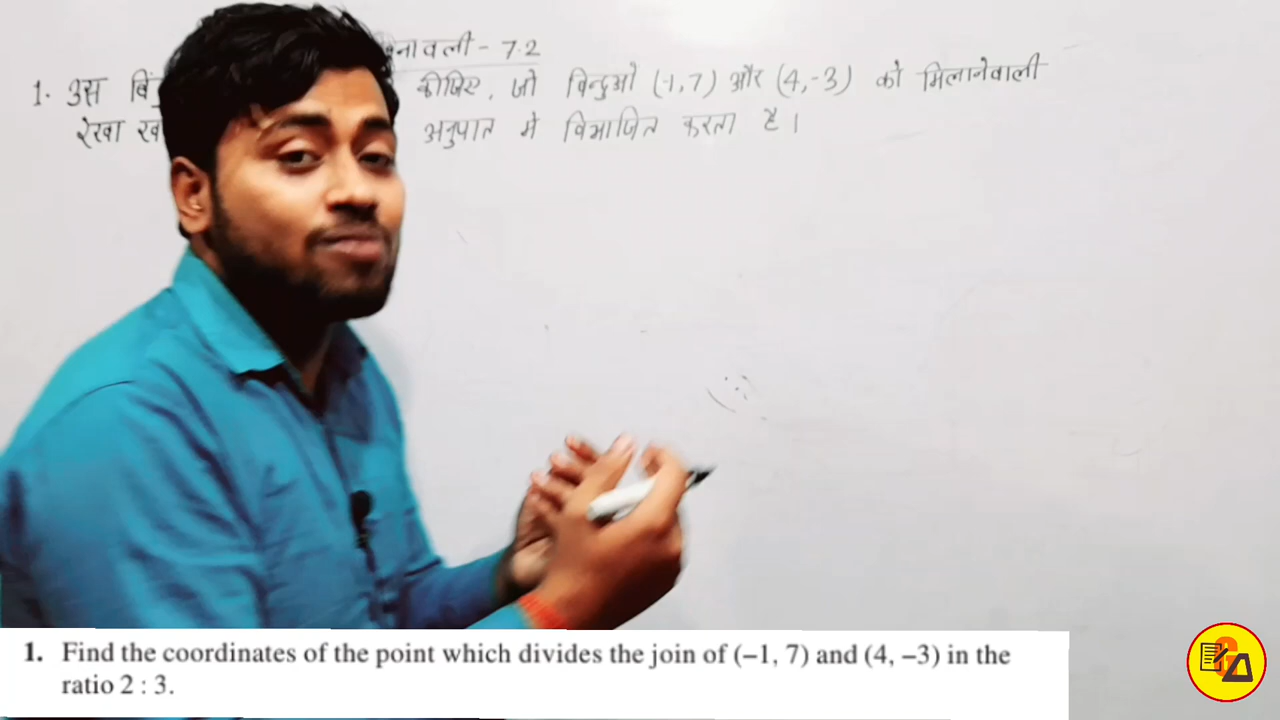 नावली - 7.2
1. उस कीजिए, जो बिन्दुओं (-1, 7) और (4, -3) को मिलानेवाली
रेखा अनुपात में विभाजित करता है।
1. Find the coordinates of the point which divides the join of (–1, 7) and (4, –3) in the
ratio 2 : 3.